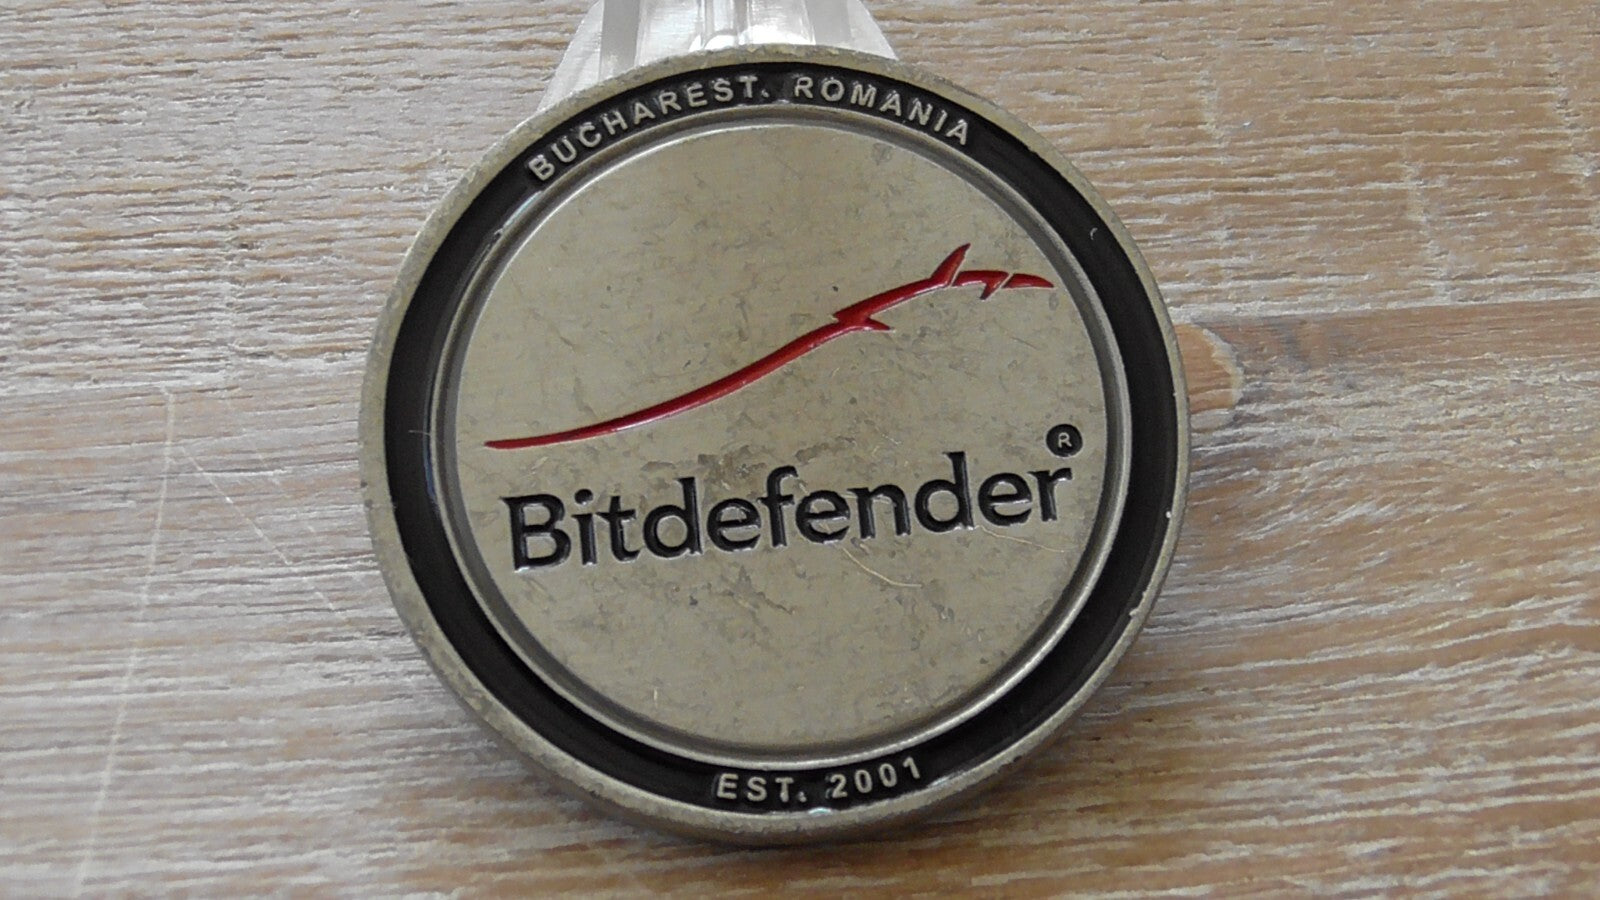 BUCHAREST, ROMANIA
Bitdefender®
EST. 2001